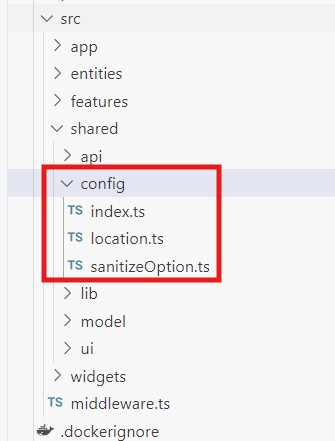 src
app
entities
features
shared
api
config
TS index.ts
TS location.ts
TS sanitizeOption.ts
lib
model
ui
widgets
TS middleware.ts
.dockerignore